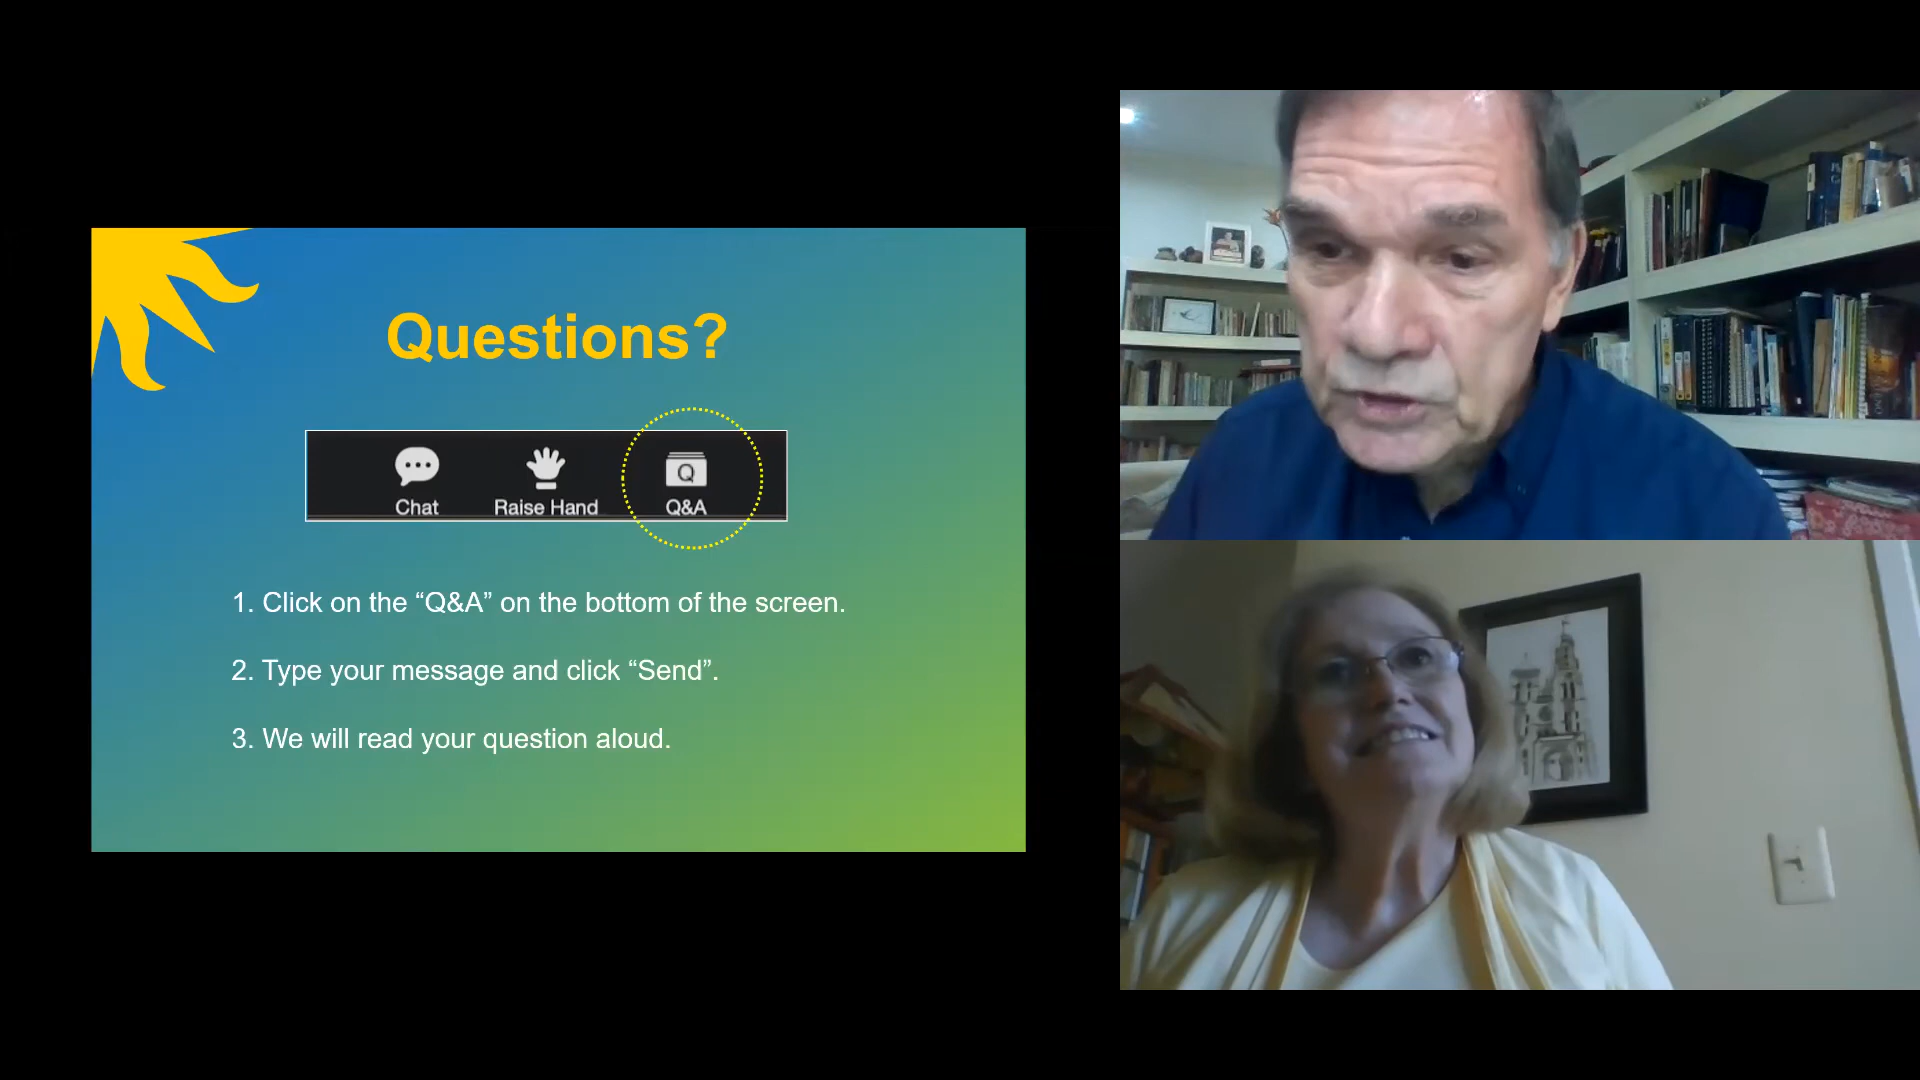 Questions?
Chat Raise Hand Q&A
Q
1. Click on the “Q&A” on the bottom of the screen.
2. Type your message and click “Send”.
3. We will read your question aloud.